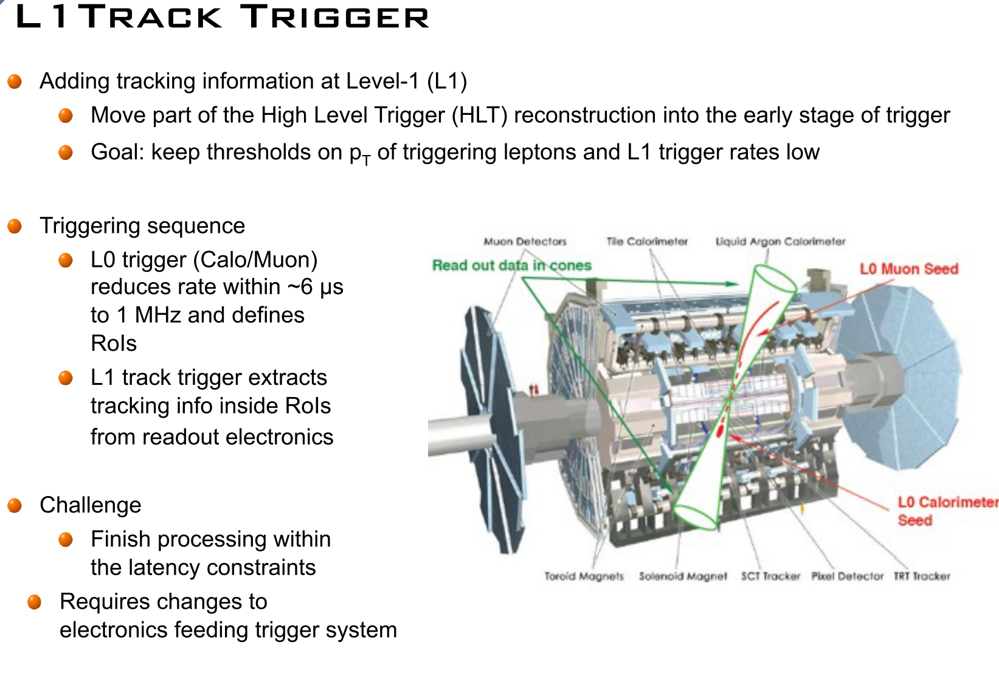 L1TRACK TRIGGER
Adding tracking information at Level-1 (L1)
Move part of the High Level Trigger (HLT) reconstruction into the early stage of trigger
Goal: keep thresholds on pT of triggering leptons and L1 trigger rates low
Triggering sequence
L0 trigger (Calo/Muon)
reduces rate within ~6 μs
to 1 MHz and defines
RoIs
L1 track trigger extracts
tracking info inside RoIs
from readout electronics
Challenge
Finish processing within
the latency constraints
Requires changes to
electronics feeding trigger system
Muon Detectors Tile Calorimeter Liquid Argon Calorimeter
Read out data in cones
L0 Muon Seed
L0 Calorimeter
Seed
Toroid Magnets Solenoid Magnet SCT Tracker Pixel Detector TRT Tracker